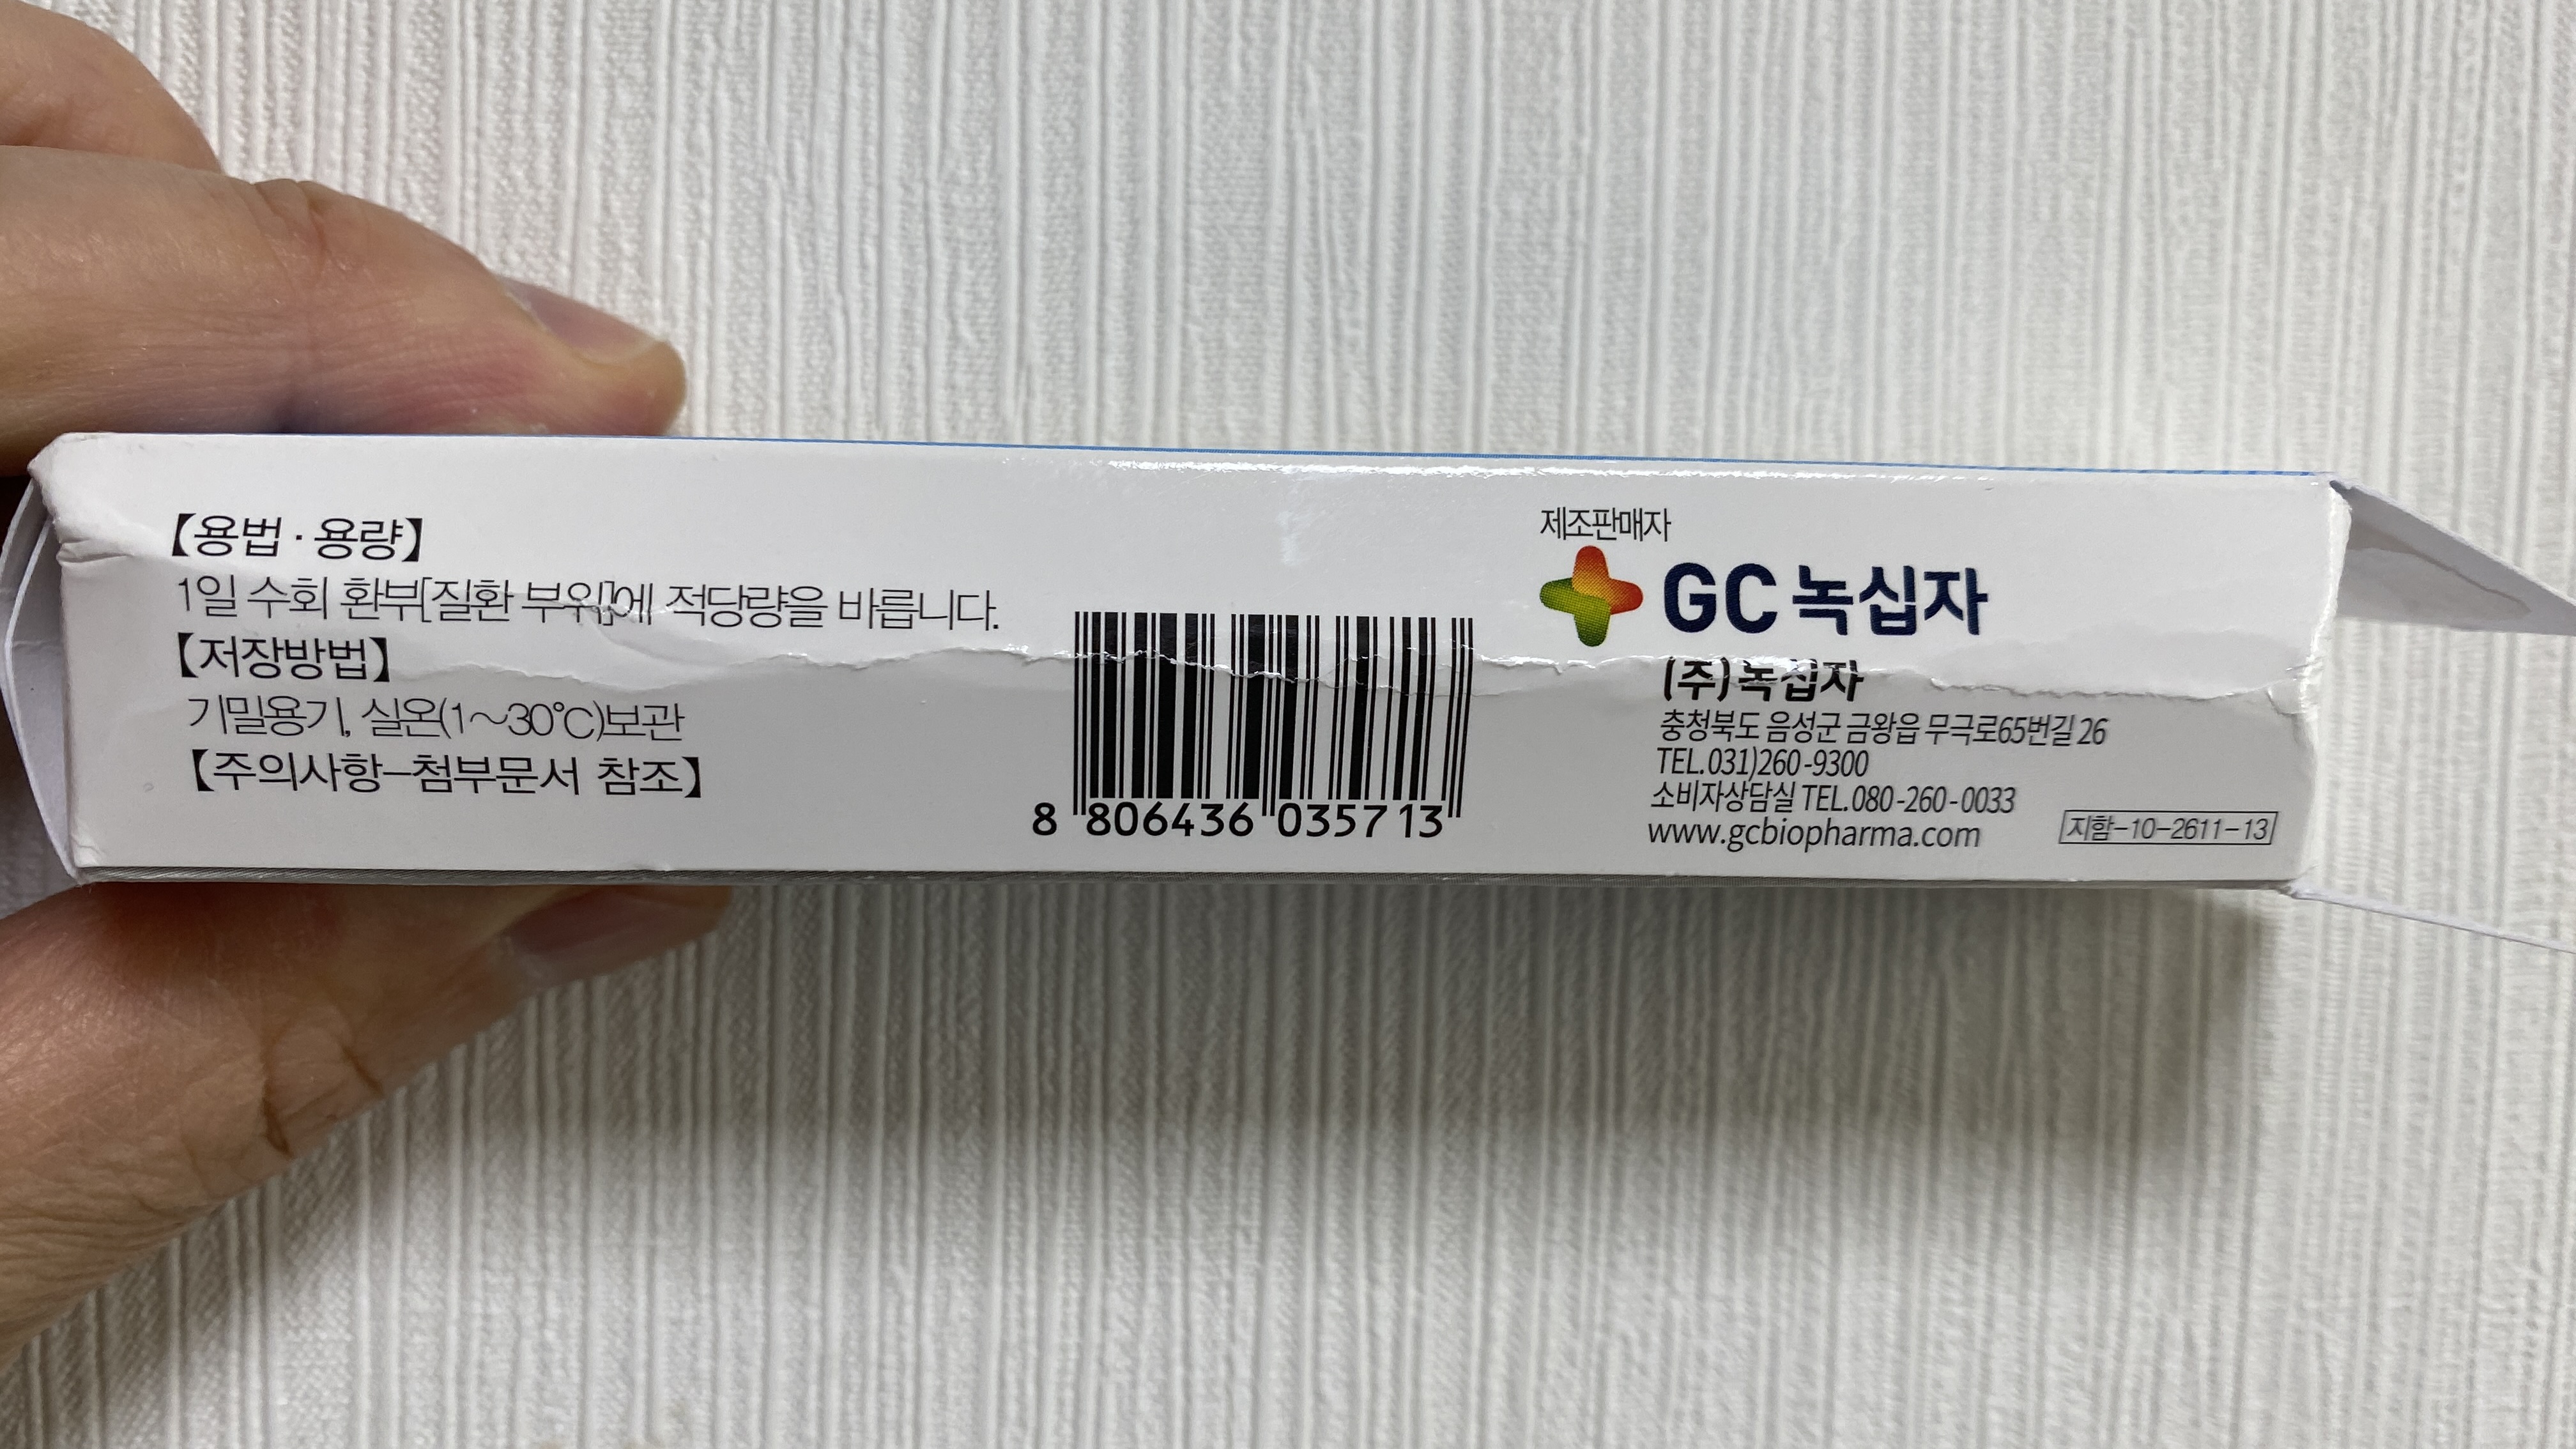 【용법 · 용량】
1일 수회 환부[질환 부위]에 적당량을 바릅니다.
【저장방법】
기밀용기, 실온(1~30℃)보관
【주의사항-첨부문서 참조】
8 806436 035713
제조판매자
GC 녹십자
(주)녹십자
충청북도 음성군 금왕읍 무극로65번길 26
TEL.031)260-9300
소비자상담실 TEL.080-260-0033
www.gcbiopharma.com
지함-10-2611-13